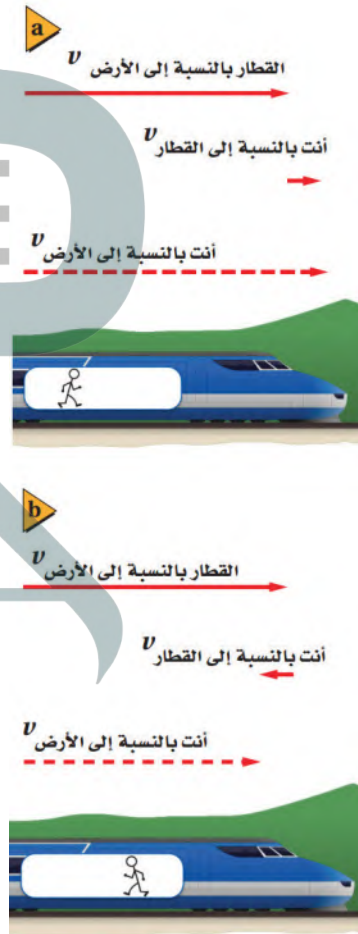 a
v القطار بالنسبة إلى الأرض
v أنت بالنسبة إلى القطار
v أنت بالنسبة إلى الأرض
b
v القطار بالنسبة إلى الأرض
v أنت بالنسبة إلى القطار
v أنت بالنسبة إلى الأرض